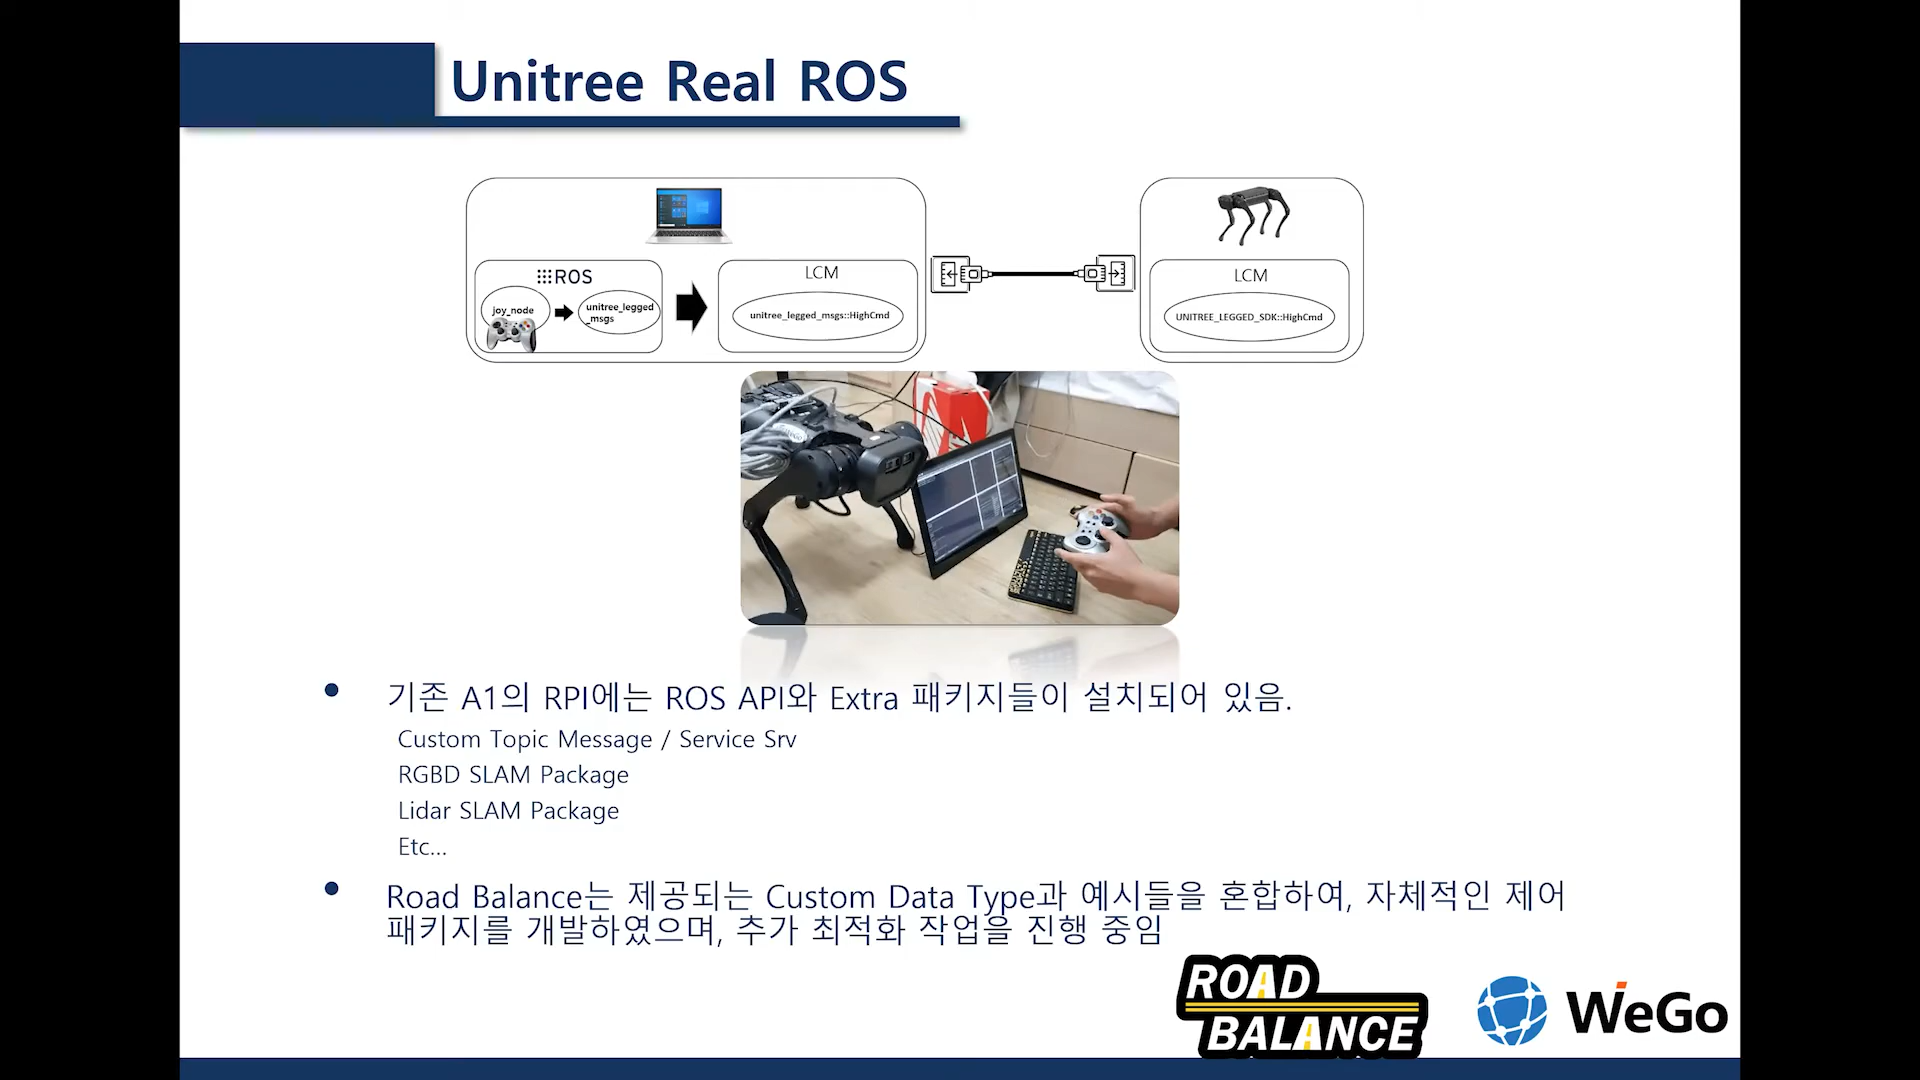 Unitree Real ROS
ROS
joy_node
unitree_legged
_msgs
LCM
unitree_legged_msgs::HighCmd
LCM
UNITREE_LEGGED_SDK::HighCmd
기존 A1의 RPI에는 ROS API와 Extra 패키지들이 설치되어 있음.
Custom Topic Message / Service Srv
RGBD SLAM Package
Lidar SLAM Package
Etc...
Road Balance는 제공되는 Custom Data Type과 예시들을 혼합하여, 자체적인 제어
패키지를 개발하였으며, 추가 최적화 작업을 진행 중임
ROAD
BALANCE
WeGo